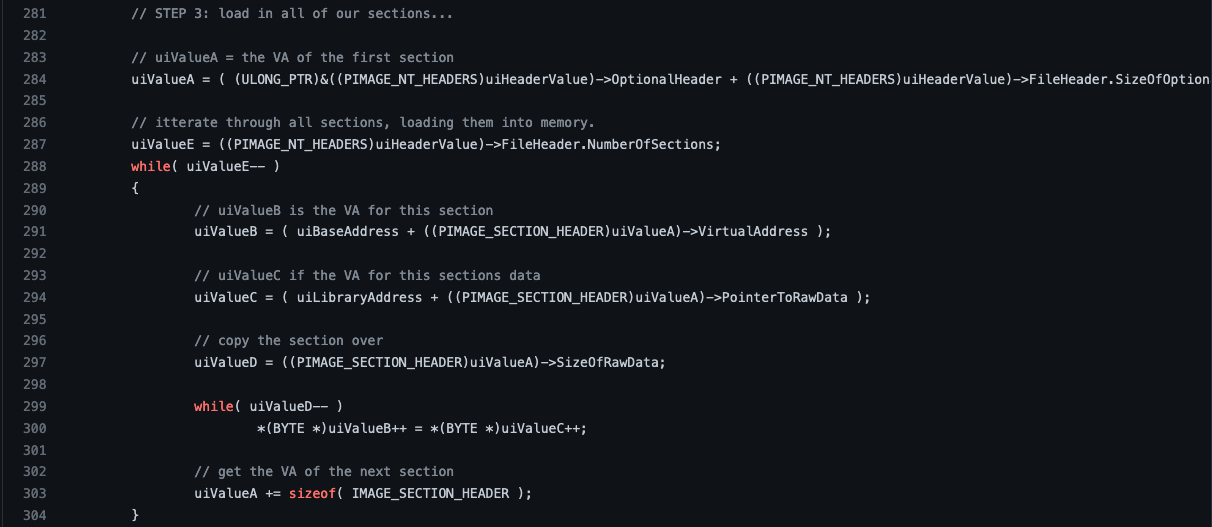 281 // STEP 3: load in all of our sections...
282
283 // uiValueA = the VA of the first section
284 uiValueA = ( (ULONG_PTR)&((PIMAGE_NT_HEADERS)uiHeaderValue)->OptionalHeader + ((PIMAGE_NT_HEADERS)uiHeaderValue)->FileHeader.SizeOfOption
285
286 // itterate through all sections, loading them into memory.
287 uiValueE = ((PIMAGE_NT_HEADERS)uiHeaderValue)->FileHeader.NumberOfSections;
288 while( uiValueE-- )
289 {
290 // uiValueB is the VA for this section
291 uiValueB = ( uiBaseAddress + ((PIMAGE_SECTION_HEADER)uiValueA)->VirtualAddress );
292
293 // uiValueC if the VA for this sections data
294 uiValueC = ( uiLibraryAddress + ((PIMAGE_SECTION_HEADER)uiValueA)->PointerToRawData );
295
296 // copy the section over
297 uiValueD = ((PIMAGE_SECTION_HEADER)uiValueA)->SizeOfRawData;
298
299 while( uiValueD-- )
300 *(BYTE *)uiValueB++ = *(BYTE *)uiValueC++;
301
302 // get the VA of the next section
303 uiValueA += sizeof( IMAGE_SECTION_HEADER );
304 }